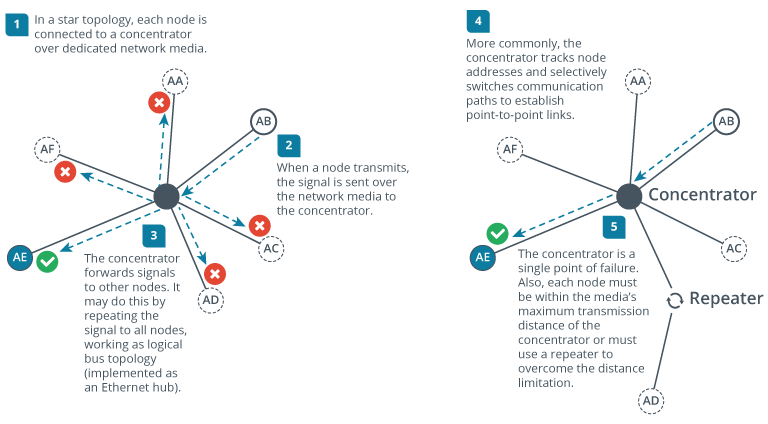 1
In a star topology, each node is
connected to a concentrator
over dedicated network media.
AA
AB
AF
2
When a node transmits,
the signal is sent over
the network media to
the concentrator.
AE
AC
AD
3
The concentrator
forwards signals
to other nodes. It
may do this by
repeating the
signal to all nodes,
working as logical
bus topology
(implemented as
an Ethernet hub).
4
More commonly, the
concentrator tracks node
addresses and selectively
switches communication
paths to establish
point-to-point links.
AA
AB
AF
Concentrator
AE
AC
5
The concentrator is a
single point of failure.
Also, each node must
be within the media’s
maximum transmission
distance of the
concentrator or must
use a repeater to
overcome the distance
limitation.
Repeater
AD